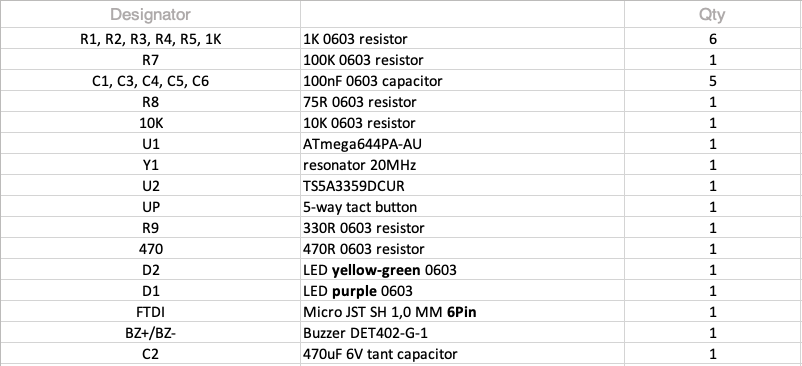 Designator Qty
R1, R2, R3, R4, R5, 1K 1K 0603 resistor 6
R7 100K 0603 resistor 1
C1, C3, C4, C5, C6 100nF 0603 capacitor 5
R8 75R 0603 resistor 1
10K 10K 0603 resistor 1
U1 ATmega644PA-AU 1
Y1 resonator 20MHz 1
U2 TS5A3359DCUR 1
UP 5-way tact button 1
R9 330R 0603 resistor 1
470 470R 0603 resistor 1
D2 LED yellow-green 0603 1
D1 LED purple 0603 1
FTDI Micro JST SH 1,0 MM 6Pin 1
BZ+/BZ- Buzzer DET402-G-1 1
C2 470uF 6V tant capacitor 1